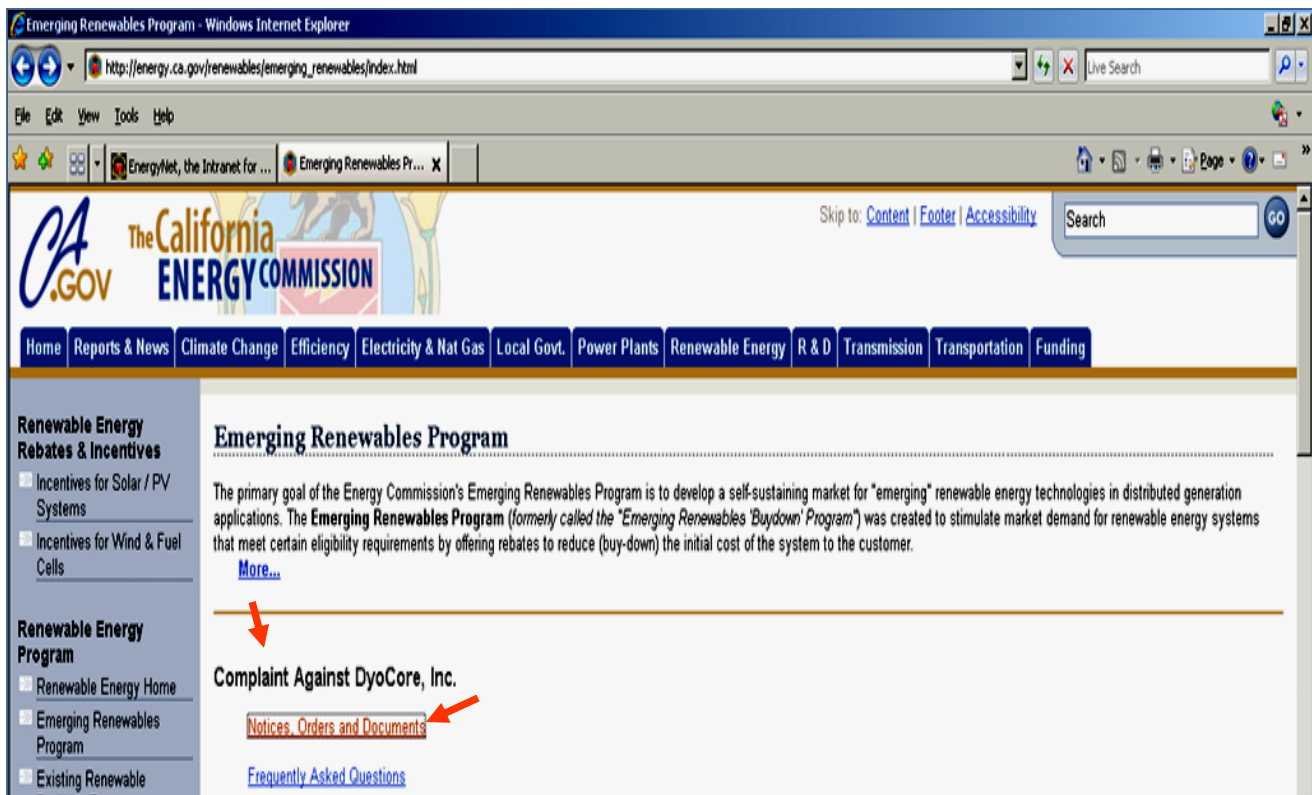 Emerging Renewables Program - Windows Internet Explorer
http://energy.ca.gov/renewables/emerging_renewables/index.html
Live Search
File Edit View Tools Help
EnergyNet, the Intranet for ...
Emerging Renewables Pr...
Page
CA.GOV
The California
ENERGY COMMISSION
Skip to: Content | Footer | Accessibility
Search
GO
Home Reports & News Climate Change Efficiency Electricity & Nat Gas Local Govt. Power Plants Renewable Energy R & D Transmission Transportation Funding
Renewable Energy
Rebates & Incentives
Incentives for Solar / PV
Systems
Incentives for Wind & Fuel
Cells
Renewable Energy
Program
Renewable Energy Home
Emerging Renewables
Program
Existing Renewable
Emerging Renewables Program
The primary goal of the Energy Commission's Emerging Renewables Program is to develop a self-sustaining market for "emerging" renewable energy technologies in distributed generation
applications. The Emerging Renewables Program (formerly called the "Emerging Renewables 'Buydown' Program") was created to stimulate market demand for renewable energy systems
that meet certain eligibility requirements by offering rebates to reduce (buy-down) the initial cost of the system to the customer.
More...
Complaint Against DyoCore, Inc.
Notices, Orders and Documents
Frequently Asked Questions